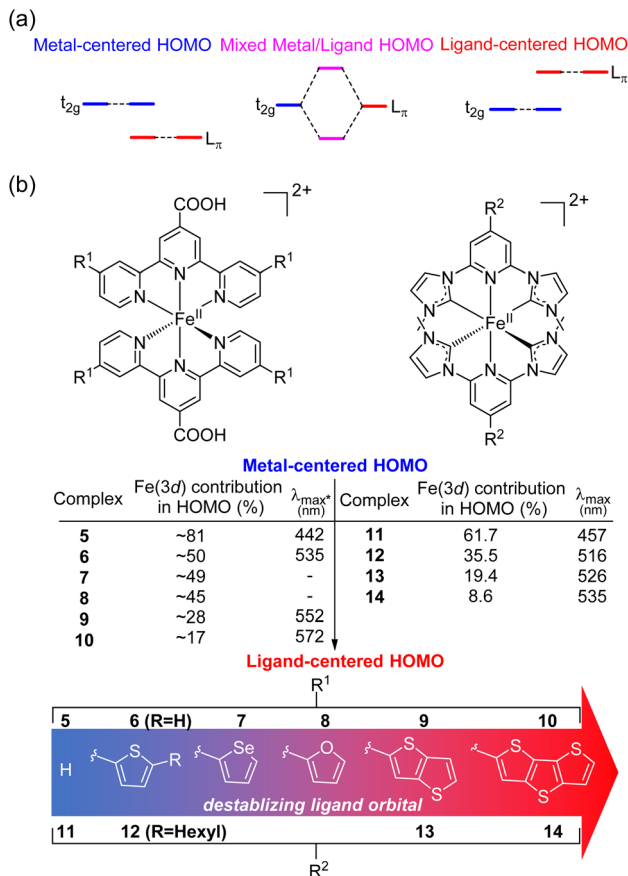 (a)
Metal-centered HOMO Mixed Metal/Ligand HOMO Ligand-centered HOMO
t2g Lπ
t2g Lπ
t2g Lπ
(b)
COOH 2+
R1 R1
N N N
FeII
N N N
R1 R1
COOH
R2 2+
N N N N N
FeII
N N N N N
R2
Metal-centered HOMO
Complex Fe(3d) contribution in HOMO (%) λmax* (nm)
5 ~81 442
6 ~50 535
7 ~49 -
8 ~45 -
9 ~28 552
10 ~17 572
Complex Fe(3d) contribution in HOMO (%) λmax (nm)
11 61.7 457
12 35.5 516
13 19.4 526
14 8.6 535
Ligand-centered HOMO
R1
5 6 (R=H) 7 8 9 10
H S R Se O S S S S S
destablizing ligand orbital
11 12 (R=Hexyl) 13 14
R2